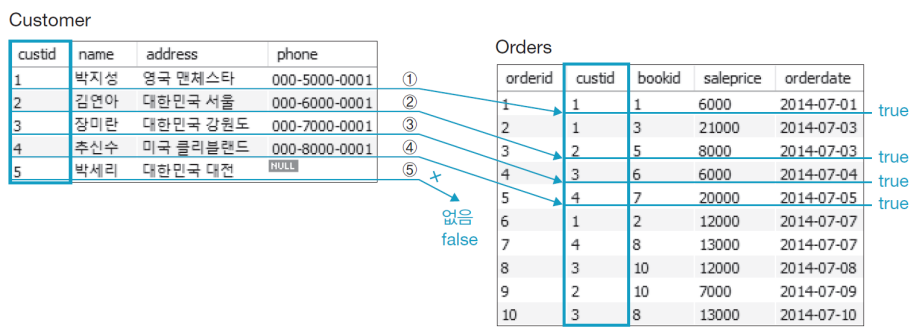 Customer
custid name address phone
1 박지성 영국 맨체스타 000-5000-0001 ①
2 김연아 대한민국 서울 000-6000-0001 ②
3 장미란 대한민국 강원도 000-7000-0001 ③
4 추신수 미국 클리블랜드 000-8000-0001 ④
5 박세리 대한민국 대전 NULL ⑤ ×
없음
false
Orders
orderid custid bookid saleprice orderdate
1 1 1 6000 2014-07-01 true
2 1 3 21000 2014-07-03
3 2 5 8000 2014-07-03 true
4 3 6 6000 2014-07-04 true
5 4 7 20000 2014-07-05 true
6 1 2 12000 2014-07-07
7 4 8 13000 2014-07-07
8 3 10 12000 2014-07-08
9 2 10 7000 2014-07-09
10 3 8 13000 2014-07-10